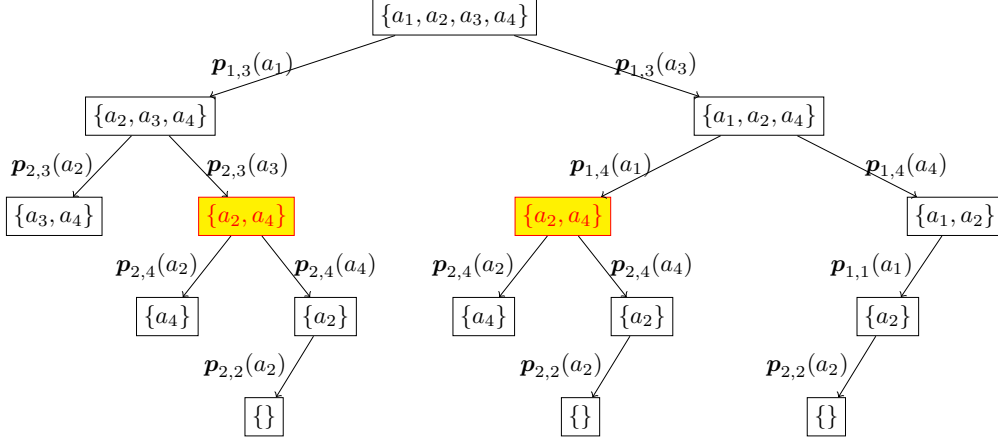 {a₁, a₂, a₃, a₄}
p₁,₃(a₁) p₁,₃(a₃)
{a₂, a₃, a₄} {a₁, a₂, a₄}
p₂,₃(a₂) p₂,₃(a₃) p₁,₄(a₁) p₁,₄(a₄)
{a₃, a₄} {a₂, a₄} {a₂, a₄} {a₁, a₂}
p₂,₄(a₂) p₂,₄(a₄) p₂,₄(a₂) p₂,₄(a₄) p₁,₁(a₁)
{a₄} {a₂} {a₄} {a₂} {a₂}
p₂,₂(a₂) p₂,₂(a₂) p₂,₂(a₂)
{} {} {}